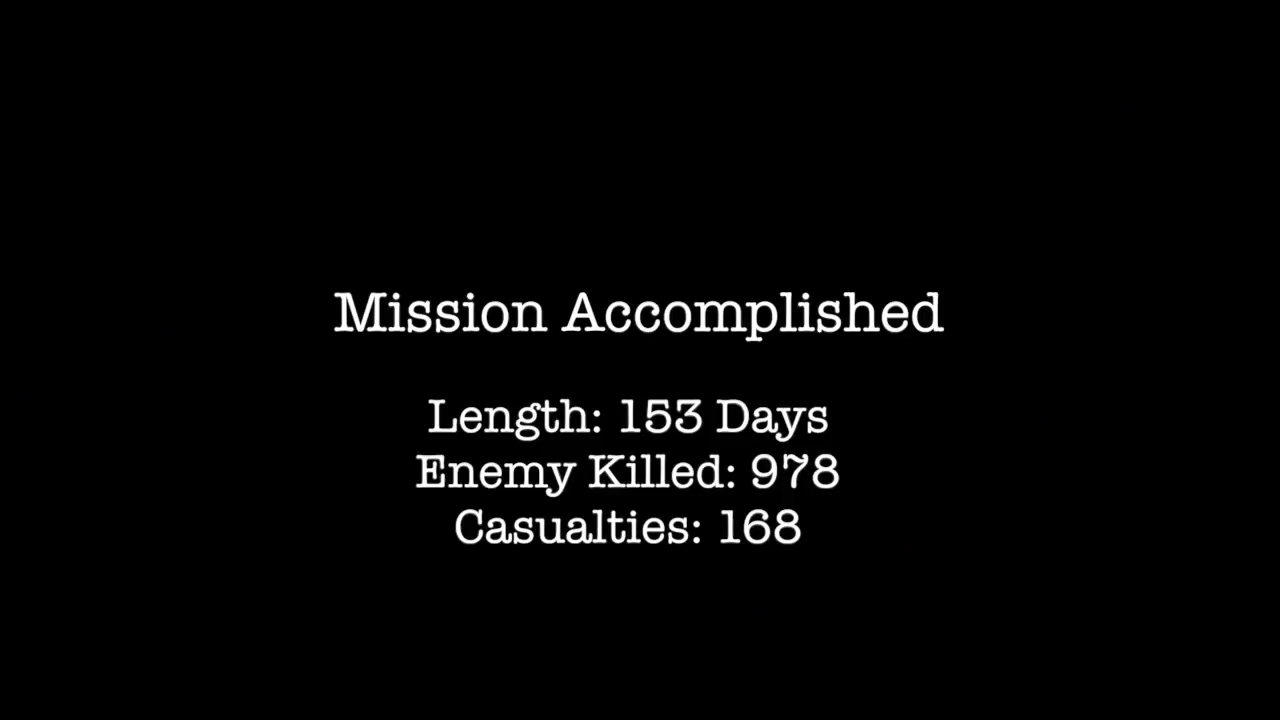 Mission Accomplished
Length: 153 Days
Enemy Killed: 978
Casualties: 168